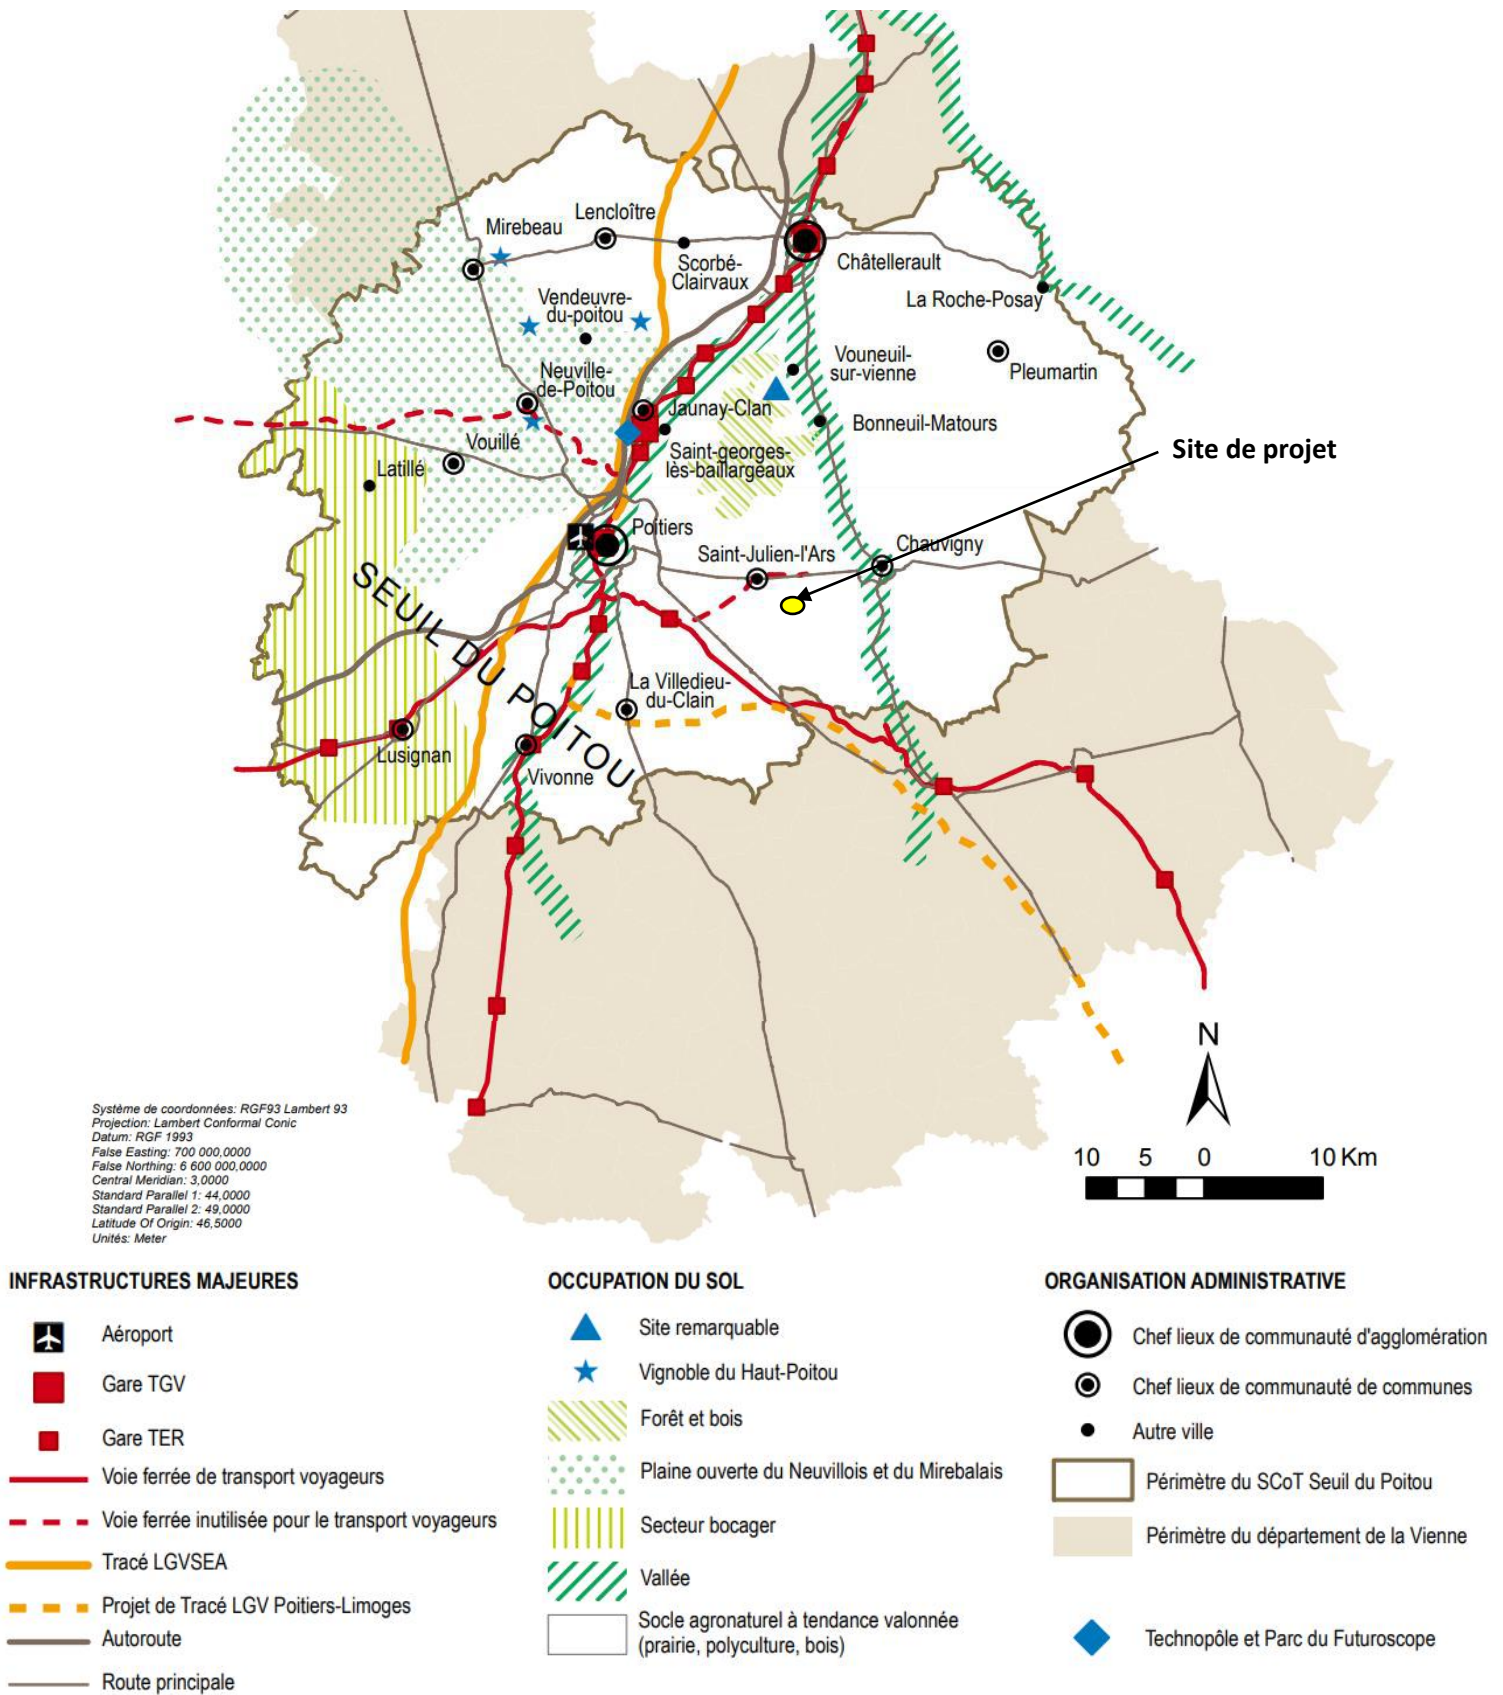 Mirebeau
Lencloître
Scorbé-
Clairvaux
Châtellerault
La Roche-Posay
Vendeuvre-
du-poitou
Vouneuil-
sur-vienne
Pleumartin
Neuville-
de-Poitou
Jaunay-Clan
Bonneuil-Matours
Vouillé
Saint-georges-
lès-baillargeaux
Site de projet
Latillé
Poitiers
Saint-Julien-l'Ars
Chauvigny
SEUIL DU POITOU
La Villedieu-
du-Clain
Lusignan
Vivonne
N
10 5 0 10 Km
Système de coordonnées: RGF93 Lambert 93
Projection: Lambert Conformal Conic
Datum: RGF 1993
False Easting: 700 000,0000
False Northing: 6 600 000,0000
Central Meridian: 3,0000
Standard Parallel 1: 44,0000
Standard Parallel 2: 49,0000
Latitude Of Origin: 46,5000
Unités: Meter
INFRASTRUCTURES MAJEURES
Aéroport
Gare TGV
Gare TER
Voie ferrée de transport voyageurs
Voie ferrée inutilisée pour le transport voyageurs
Tracé LGVSEA
Projet de Tracé LGV Poitiers-Limoges
Autoroute
Route principale
OCCUPATION DU SOL
Site remarquable
Vignoble du Haut-Poitou
Forêt et bois
Plaine ouverte du Neuvillois et du Mirebalais
Secteur bocager
Vallée
Socle agronaturel à tendance valonnée
(prairie, polyculture, bois)
ORGANISATION ADMINISTRATIVE
Chef lieux de communauté d'agglomération
Chef lieux de communauté de communes
Autre ville
Périmètre du SCoT Seuil du Poitou
Périmètre du département de la Vienne
Technopôle et Parc du Futuroscope